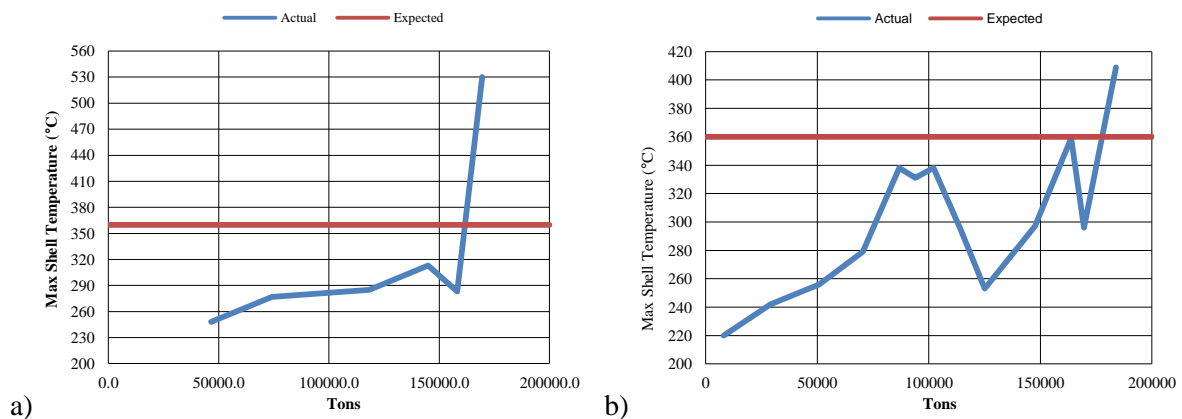 Actual Expected
Max Shell Temperature (°C)
560
530
500
470
440
410
380
350
320
290
260
230
200
0.0 50000.0 100000.0 150000.0 200000.0
Tons
a)
Actual Expected
Max Shell Temperature (°C)
420
400
380
360
340
320
300
280
260
240
220
200
0 50000 100000 150000 200000
Tons
b)